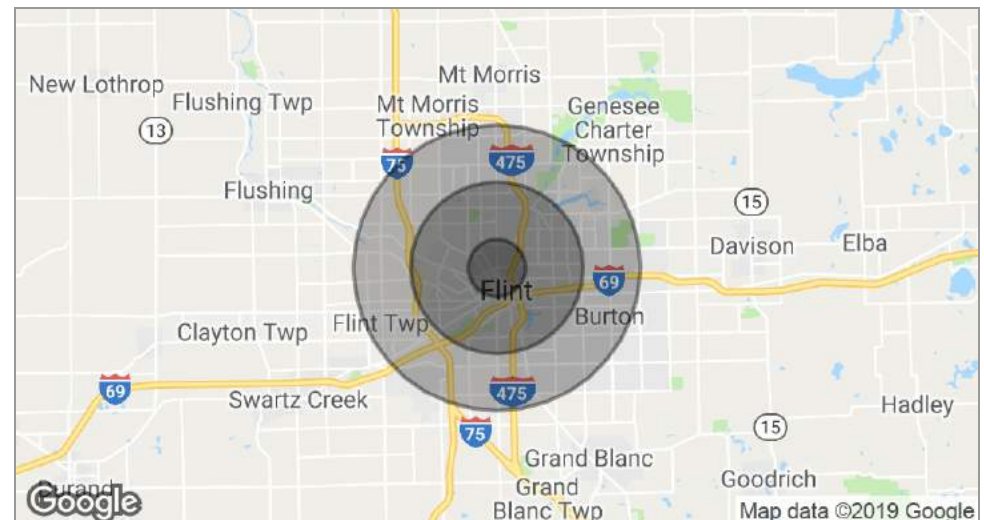 Mt Morris
New Lothrop
Flushing Twp
Mt Morris
Township
Genesee
Charter
Township
13
75
475
Flushing
15
Davison
Elba
69
Flint
Burton
Flint Twp
Clayton Twp
69
475
Swartz Creek
Hadley
15
75
Grand Blanc
Goodrich
Durand
Grand
Blanc Twp
Google
Map data ©2019 Google